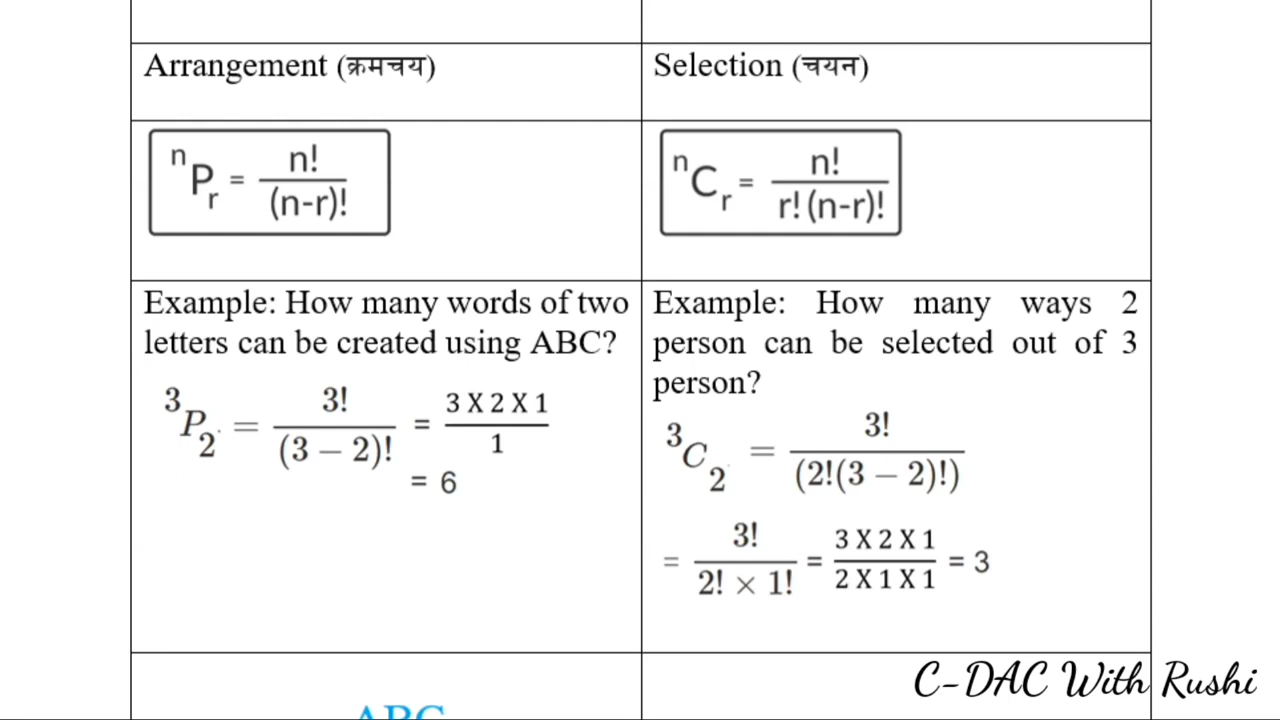 Arrangement (क्रमचय)
Selection (चयन)
nPr = n!/(n-r)!
nCr = n!/r!(n-r)!
Example: How many words of two
letters can be created using ABC?
3P2 = 3!/(3 − 2)! = 3 X 2 X 1/1
= 6
Example: How many ways 2
person can be selected out of 3
person?
3C2 = 3!/(2!(3 − 2)!)
= 3!/2! × 1! = 3 X 2 X 1/2 X 1 X 1 = 3
ABC
C-DAC With Rushi